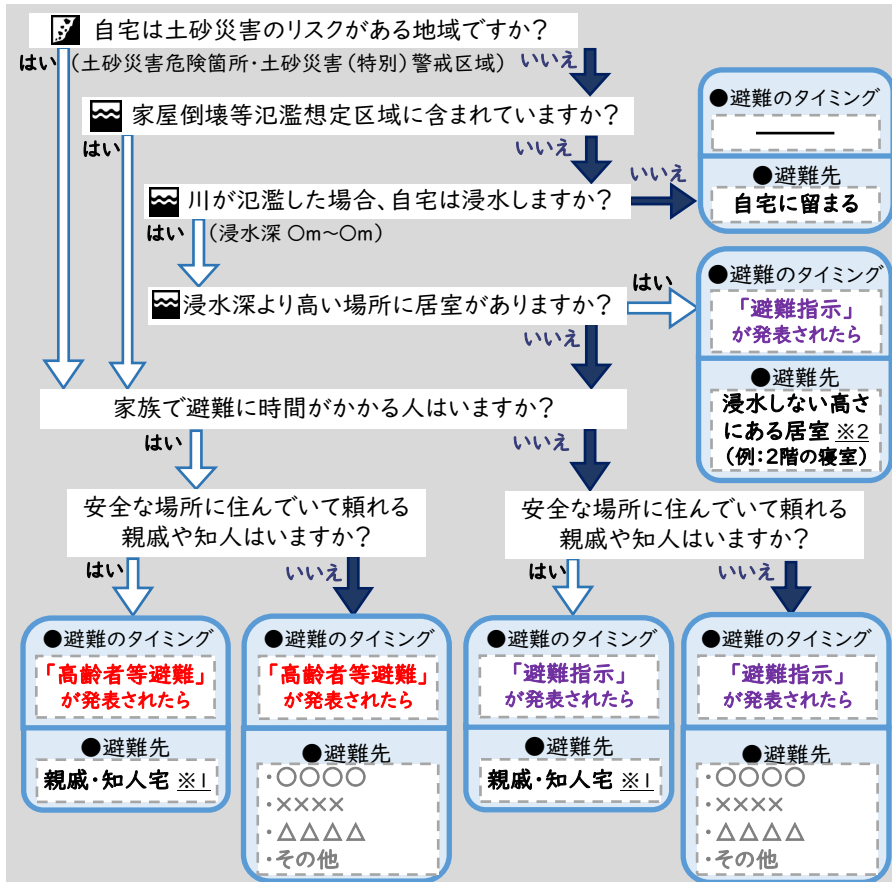 自宅は土砂災害のリスクがある地域ですか?
はい (土砂災害危険箇所・土砂災害(特別)警戒区域) いいえ
家屋倒壊等氾濫想定区域に含まれていますか?
はい いいえ
川が氾濫した場合、自宅は浸水しますか? いいえ
はい (浸水深 〇m~〇m)
●避難のタイミング
●避難先
自宅に留まる
浸水深より高い場所に居室がありますか? はい
いいえ
●避難のタイミング
「避難指示」
が発表されたら
●避難先
浸水しない高さ
にある居室 ※2
(例:2階の寝室)
家族で避難に時間がかかる人はいますか?
はい いいえ
安全な場所に住んでいて頼れる
親戚や知人はいますか?
はい いいえ
安全な場所に住んでいて頼れる
親戚や知人はいますか?
はい いいえ
●避難のタイミング
「高齢者等避難」
が発表されたら
●避難先
親戚・知人宅 ※1
●避難のタイミング
「高齢者等避難」
が発表されたら
●避難先
・〇〇〇〇
・××××
・△△△△
・その他
●避難のタイミング
「避難指示」
が発表されたら
●避難先
親戚・知人宅 ※1
●避難のタイミング
「避難指示」
が発表されたら
●避難先
・〇〇〇〇
・××××
・△△△△
・その他